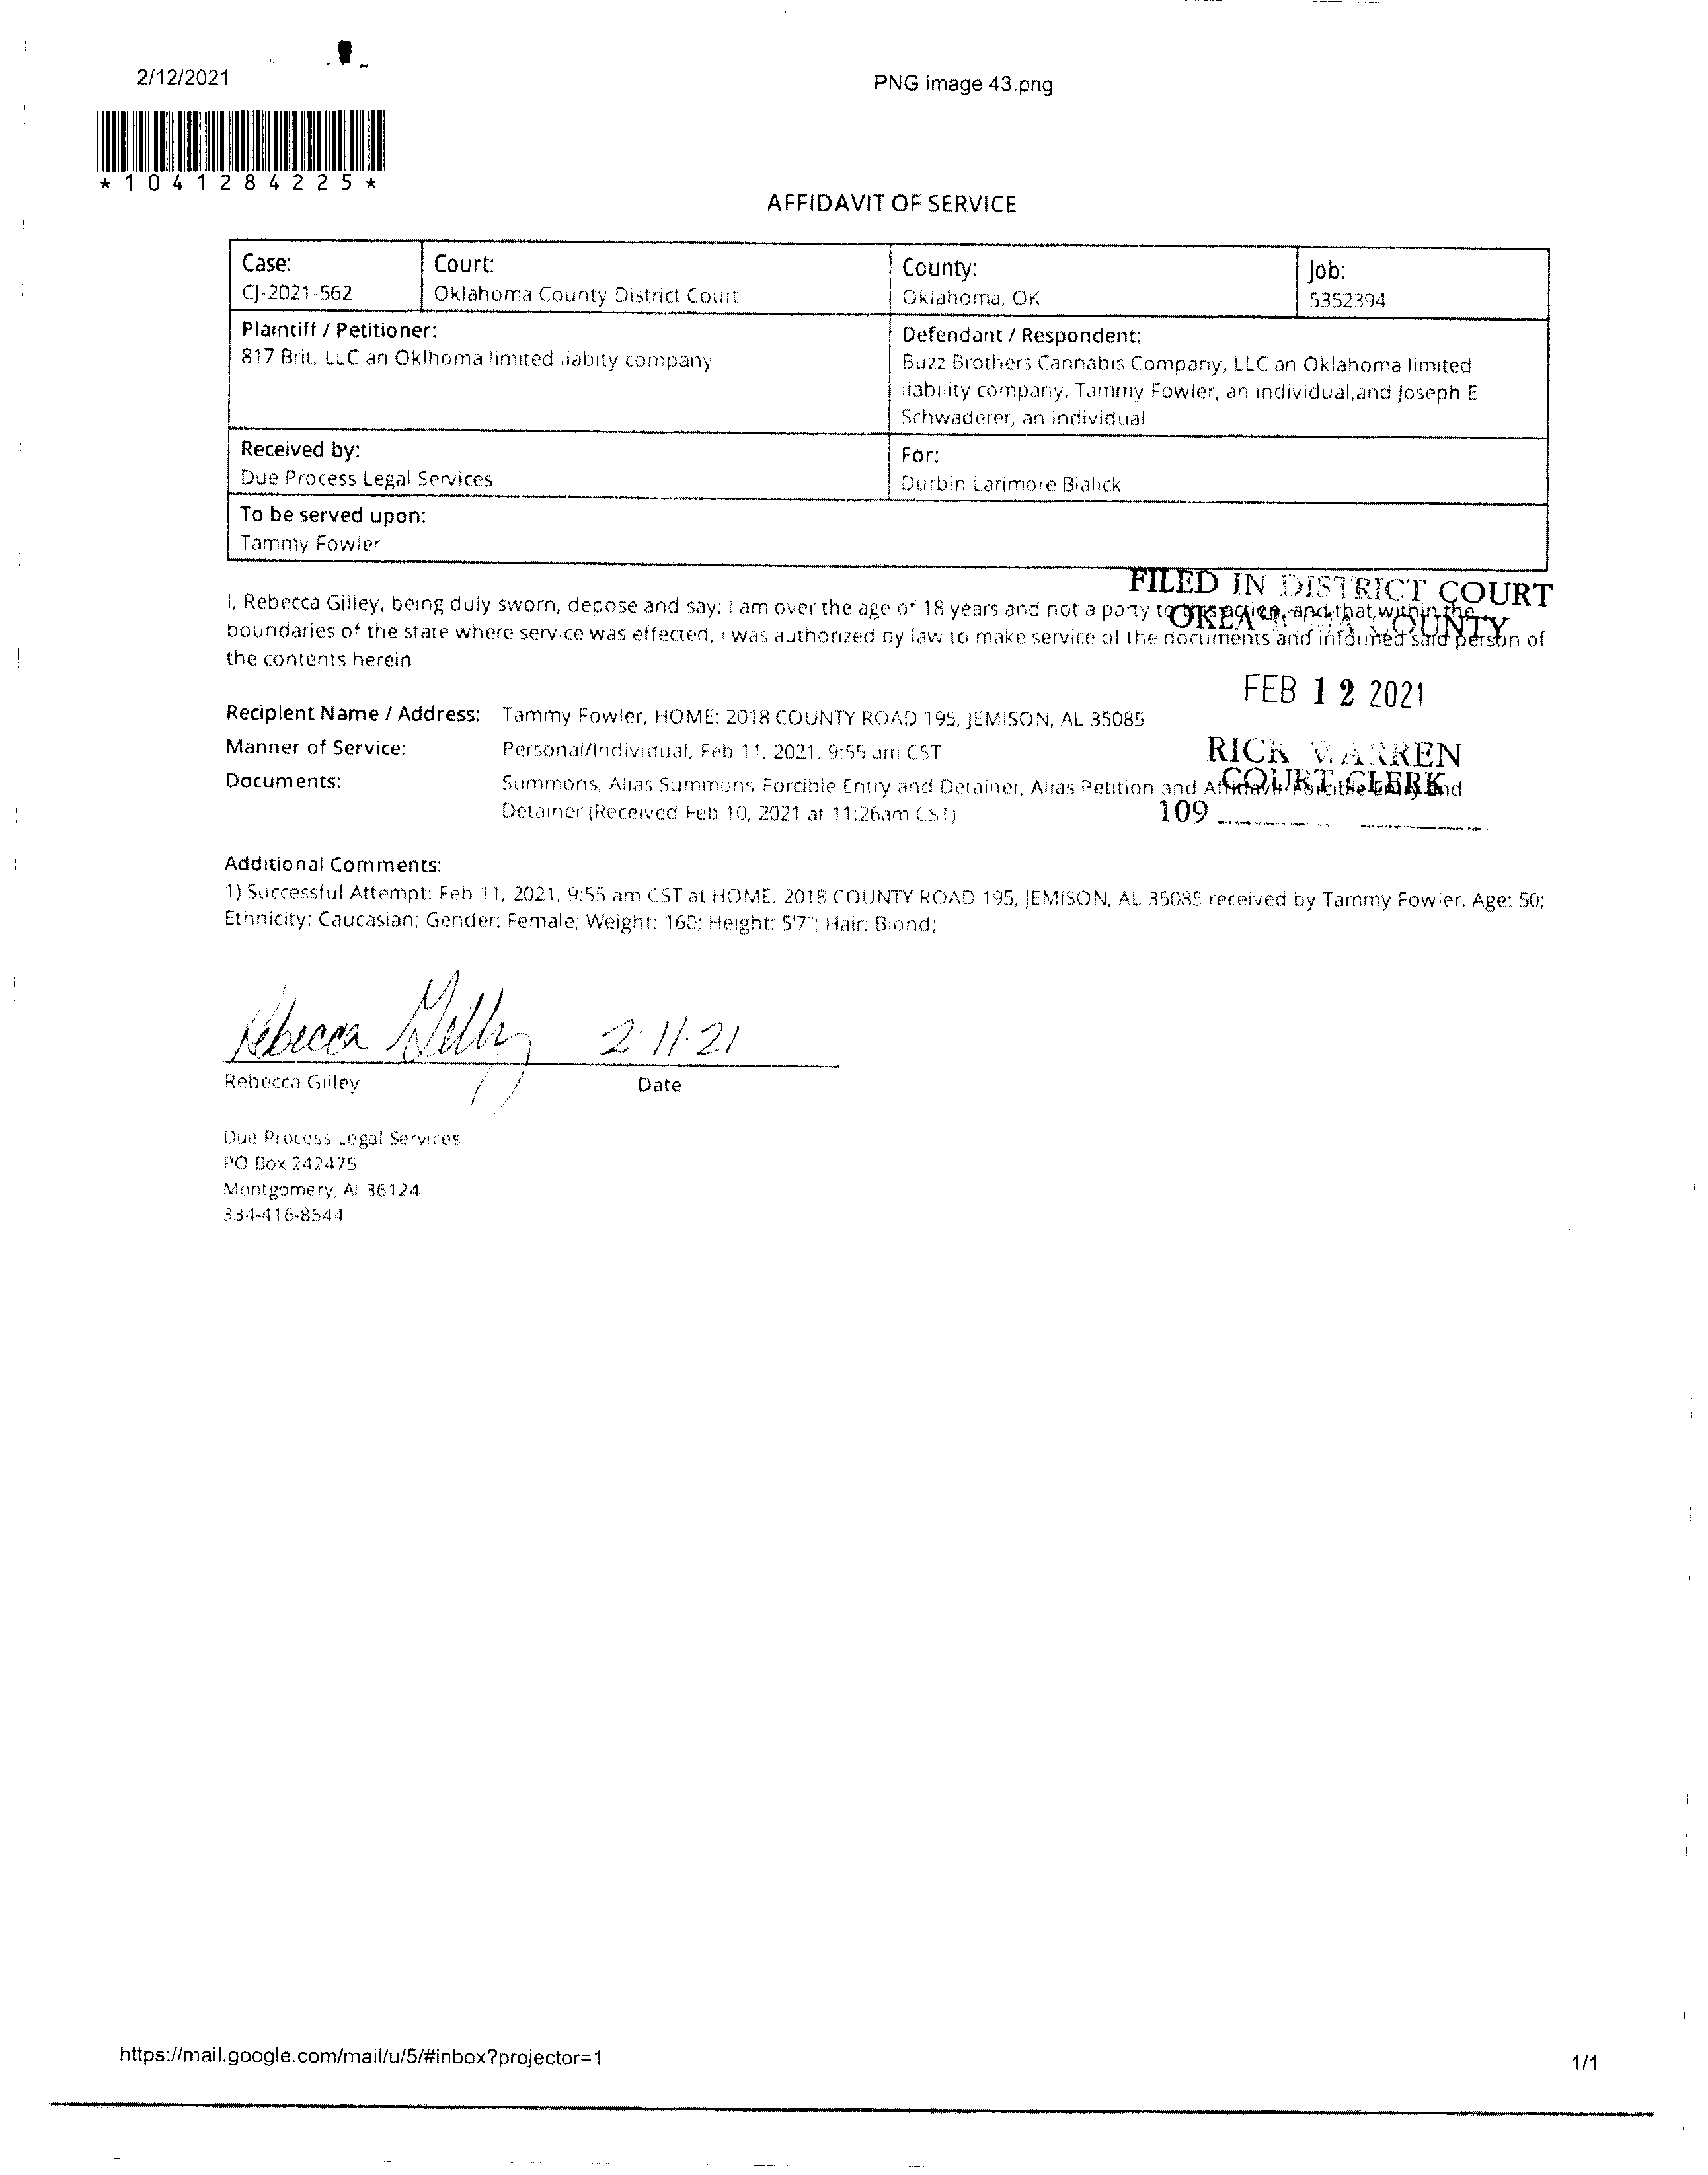 2/12/2021
PNG image 43.png
*1041284225*
AFFIDAVIT OF SERVICE
Case:
CJ-2021-562
Court:
Oklahoma County District Court
County:
Oklahoma, OK
Job:
5352394
Plaintiff / Petitioner:
817 Brit, LLC an Oklhoma limited liabity company
Defendant / Respondent:
Buzz Brothers Cannabis Company, LLC an Oklahoma limited
liability company, Tammy Fowler, an individual,and Joseph E
Schwaderer, an individual
Received by:
Due Process Legal Services
For:
Durbin Larimore Bialick
To be served upon:
Tammy Fowler
FILED IN DISTRICT COURT
OKLAHOMA COUNTY
I, Rebecca Gilley, being duly sworn, depose and say: I am over the age of 18 years and not a party to this action, and that within the
boundaries of the state where service was effected, I was authorized by law to make service of the documents and informed said person of
the contents herein
FEB 12 2021
Recipient Name / Address: Tammy Fowler, HOME: 2018 COUNTY ROAD 195, JEMISON, AL 35085
Manner of Service: Personal/Individual, Feb 11, 2021, 9:55 am CST
RICK WARREN
COURT CLERK
Documents: Summons, Alias Summons Forcible Entry and Detainer, Alias Petition and Affidavit Forcible Entry and
Detainer (Received Feb 10, 2021 at 11:26am CST)
109
Additional Comments:
1) Successful Attempt: Feb 11, 2021, 9:55 am CST at HOME: 2018 COUNTY ROAD 195, JEMISON, AL 35085 received by Tammy Fowler. Age: 50;
Ethnicity: Caucasian; Gender: Female; Weight: 160; Height: 5'7"; Hair: Blond;
Rebecca Gilley 2·11·21
Rebecca Gilley Date
Due Process Legal Services
PO Box 242475
Montgomery, Al 36124
334-416-8544
https://mail.google.com/mail/u/5/#inbox?projector=1
1/1